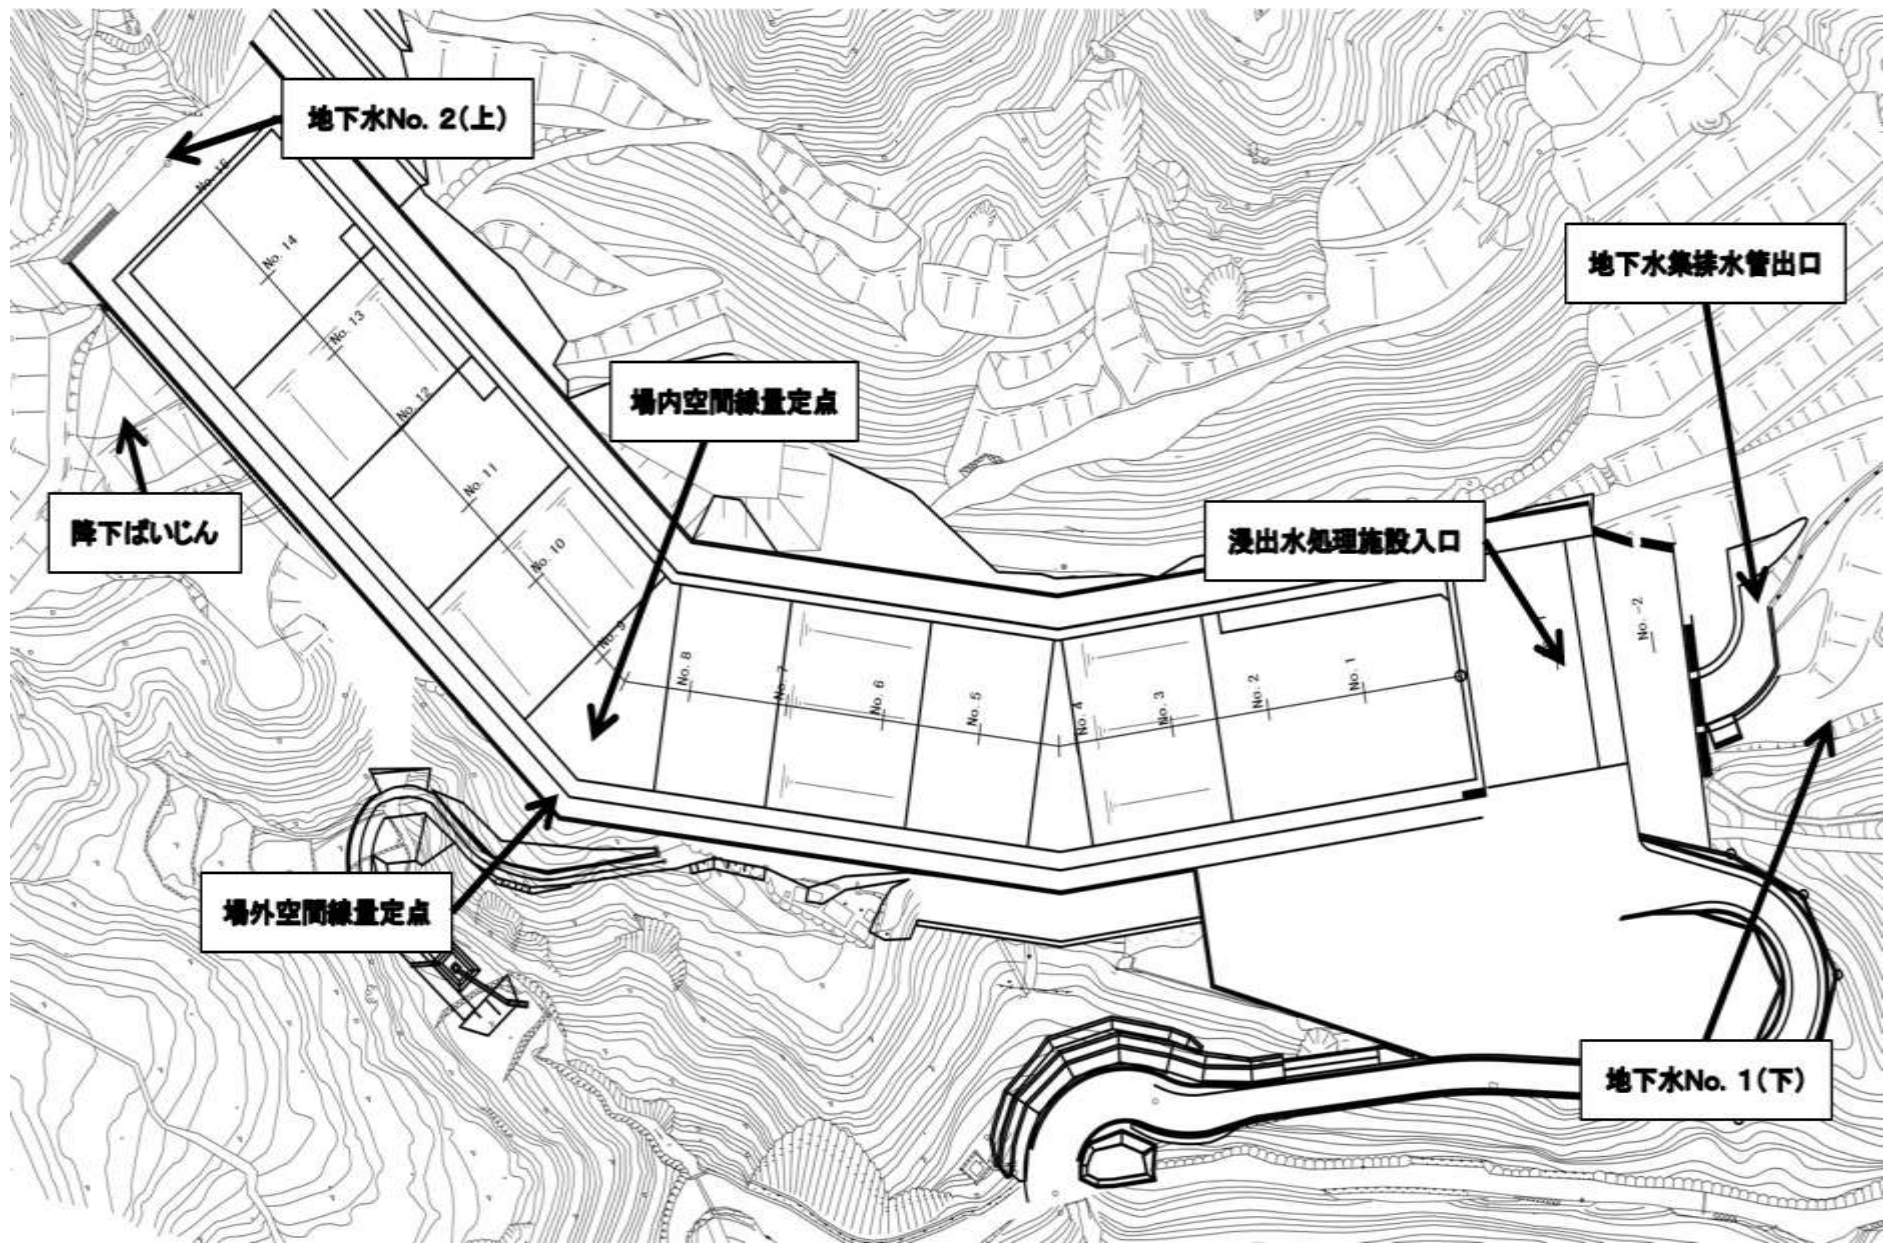 地下水No. 2(上)
No. 16
No. 14
地下水集排水管出口
No. 13
場内空間線量定点
No. 12
No. 11
降下ばいじん
浸出水処理施設入口
No. 10
No. -2
No. 9
No. 8
No. 7
No. 6
No. 5
No. 4
No. 3
No. 2
No. 1
場外空間線量定点
地下水No. 1(下)